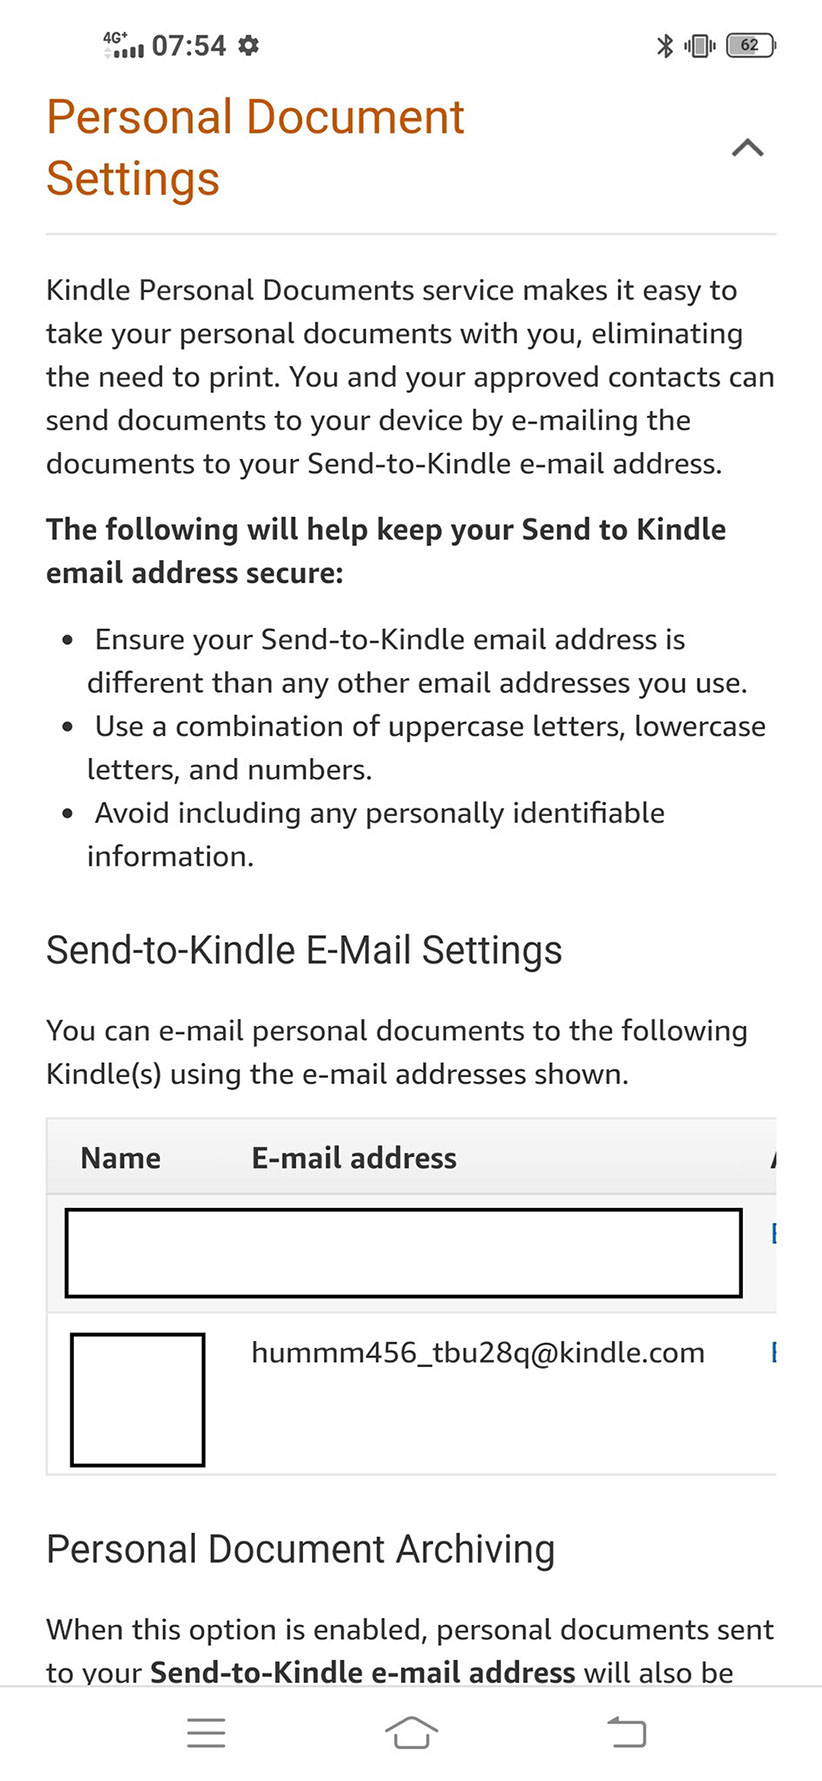 4G+ 07:54 62
Personal Document
Settings
Kindle Personal Documents service makes it easy to
take your personal documents with you, eliminating
the need to print. You and your approved contacts can
send documents to your device by e-mailing the
documents to your Send-to-Kindle e-mail address.
The following will help keep your Send to Kindle
email address secure:
• Ensure your Send-to-Kindle email address is
different than any other email addresses you use.
• Use a combination of uppercase letters, lowercase
letters, and numbers.
• Avoid including any personally identifiable
information.
Send-to-Kindle E-Mail Settings
You can e-mail personal documents to the following
Kindle(s) using the e-mail addresses shown.
Name E-mail address
hummm456_tbu28q@kindle.com
Personal Document Archiving
When this option is enabled, personal documents sent
to your Send-to-Kindle e-mail address will also be